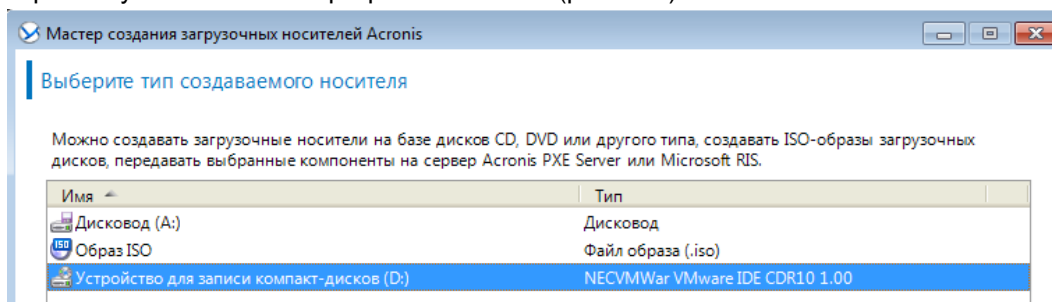 Мастер создания загрузочных носителей Acronis
Выберите тип создаваемого носителя
Можно создавать загрузочные носители на базе дисков CD, DVD или другого типа, создавать ISO-образы загрузочных
дисков, передавать выбранные компоненты на сервер Acronis PXE Server или Microsoft RIS.
Имя Тип
Дисковод (A:) Дисковод
Образ ISO Файл образа (.iso)
Устройство для записи компакт-дисков (D:) NECVMWar VMware IDE CDR10 1.00